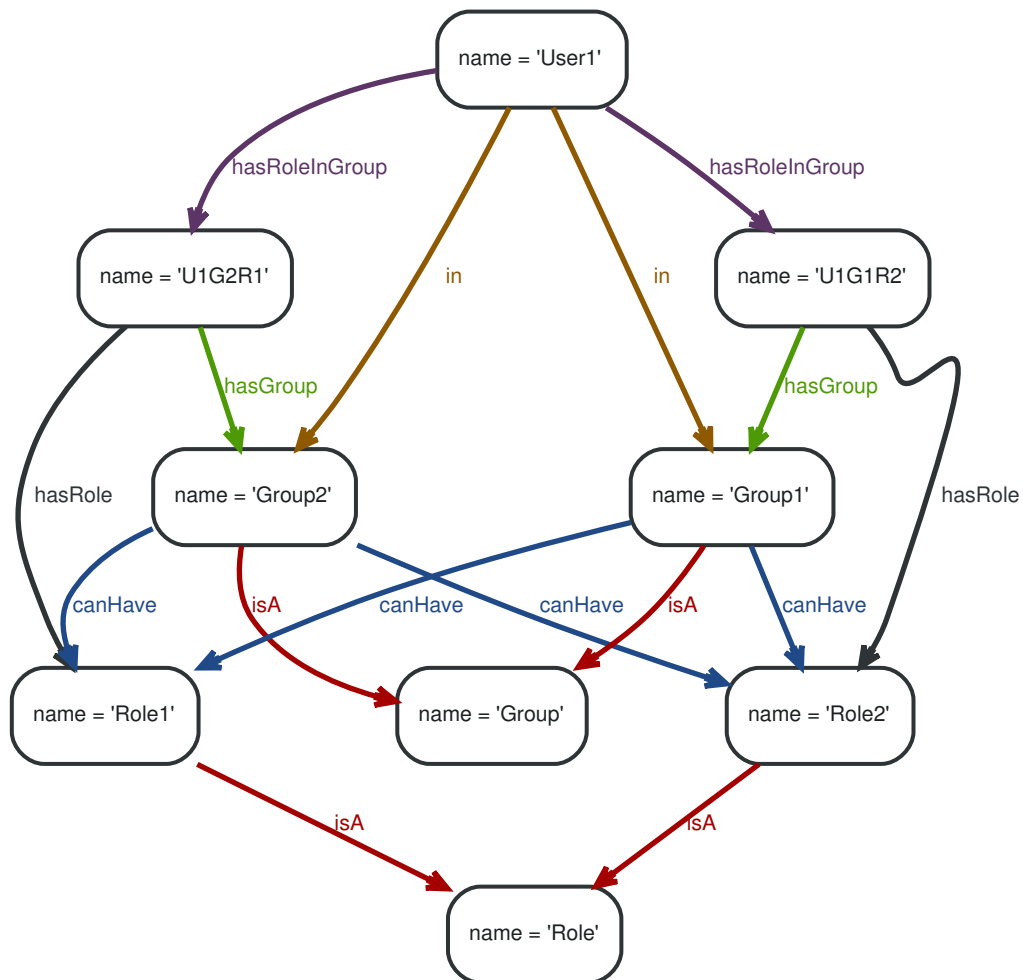 name = 'User1'
hasRoleInGroup
hasRoleInGroup
name = 'U1G2R1'
in
in
name = 'U1G1R2'
hasGroup
hasGroup
hasRole
name = 'Group2'
name = 'Group1'
hasRole
canHave
isA
canHave
canHave
isA
canHave
name = 'Role1'
name = 'Group'
name = 'Role2'
isA
isA
name = 'Role'